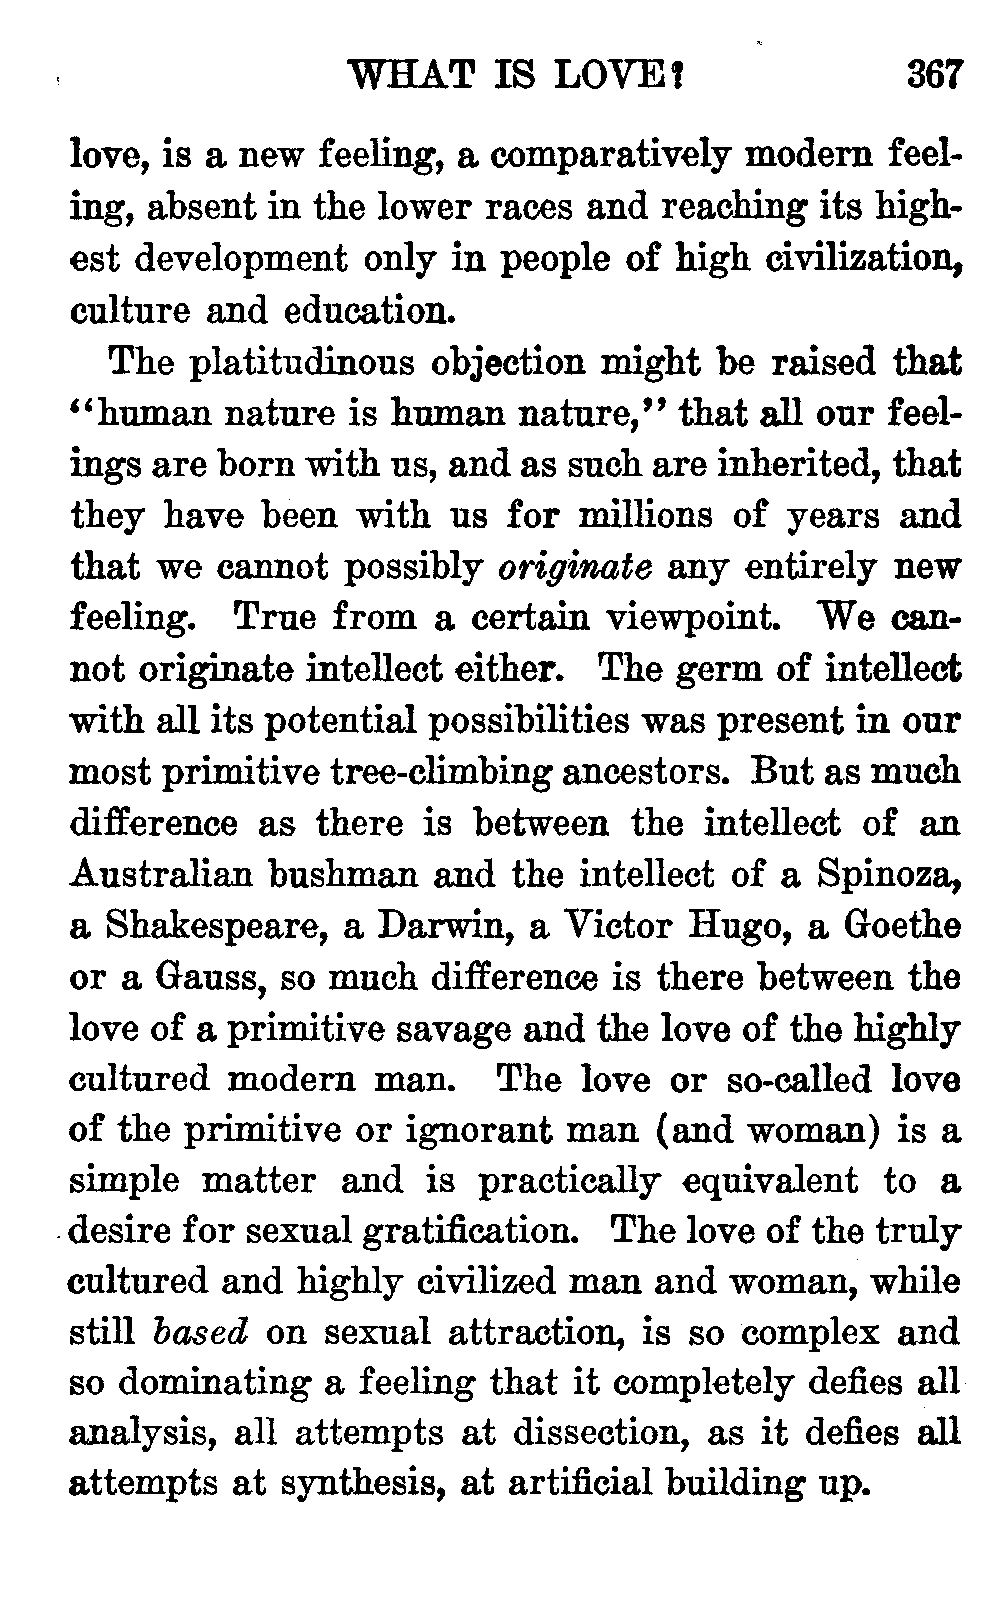 WHAT IS LOVE? 367
love, is a new feeling, a comparatively modern feel-
ing, absent in the lower races and reaching its high-
est development only in people of high civilization,
culture and education.
The platitudinous objection might be raised that
“human nature is human nature,” that all our feel-
ings are born with us, and as such are inherited, that
they have been with us for millions of years and
that we cannot possibly originate any entirely new
feeling. True from a certain viewpoint. We can-
not originate intellect either. The germ of intellect
with all its potential possibilities was present in our
most primitive tree-climbing ancestors. But as much
difference as there is between the intellect of an
Australian bushman and the intellect of a Spinoza,
a Shakespeare, a Darwin, a Victor Hugo, a Goethe
or a Gauss, so much difference is there between the
love of a primitive savage and the love of the highly
cultured modern man. The love or so-called love
of the primitive or ignorant man (and woman) is a
simple matter and is practically equivalent to a
desire for sexual gratification. The love of the truly
cultured and highly civilized man and woman, while
still based on sexual attraction, is so complex and
so dominating a feeling that it completely defies all
analysis, all attempts at dissection, as it defies all
attempts at synthesis, at artificial building up.